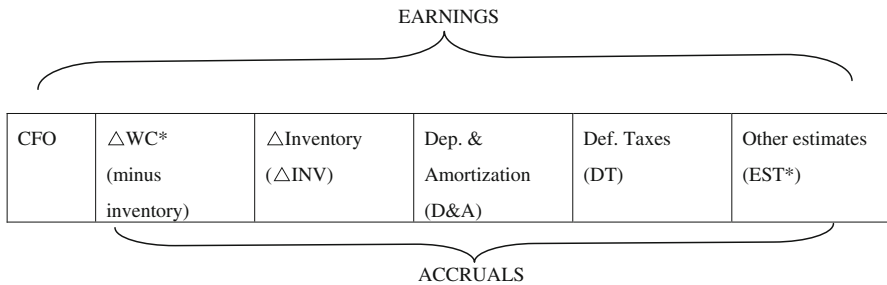 EARNINGS
CFO
△WC*
(minus
inventory)
△Inventory
(△INV)
Dep. &
Amortization
(D&A)
Def. Taxes
(DT)
Other estimates
(EST*)
ACCRUALS